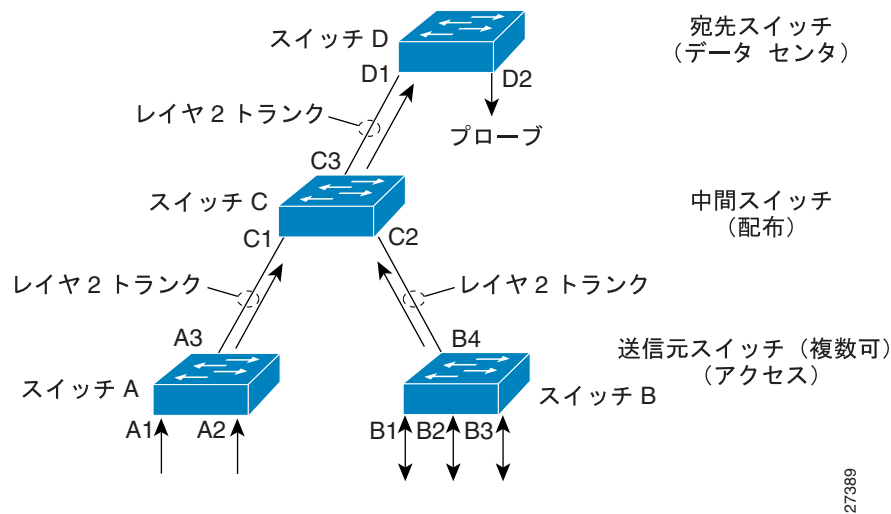 スイッチ D
宛先スイッチ
(データ センタ)
D1
D2
レイヤ 2 トランク
プローブ
C3
スイッチ C
中間スイッチ
(配布)
C1
C2
レイヤ 2 トランク
レイヤ 2 トランク
A3
B4
送信元スイッチ(複数可)
(アクセス)
スイッチ A
スイッチ B
A1
A2
B1
B2
B3
27389